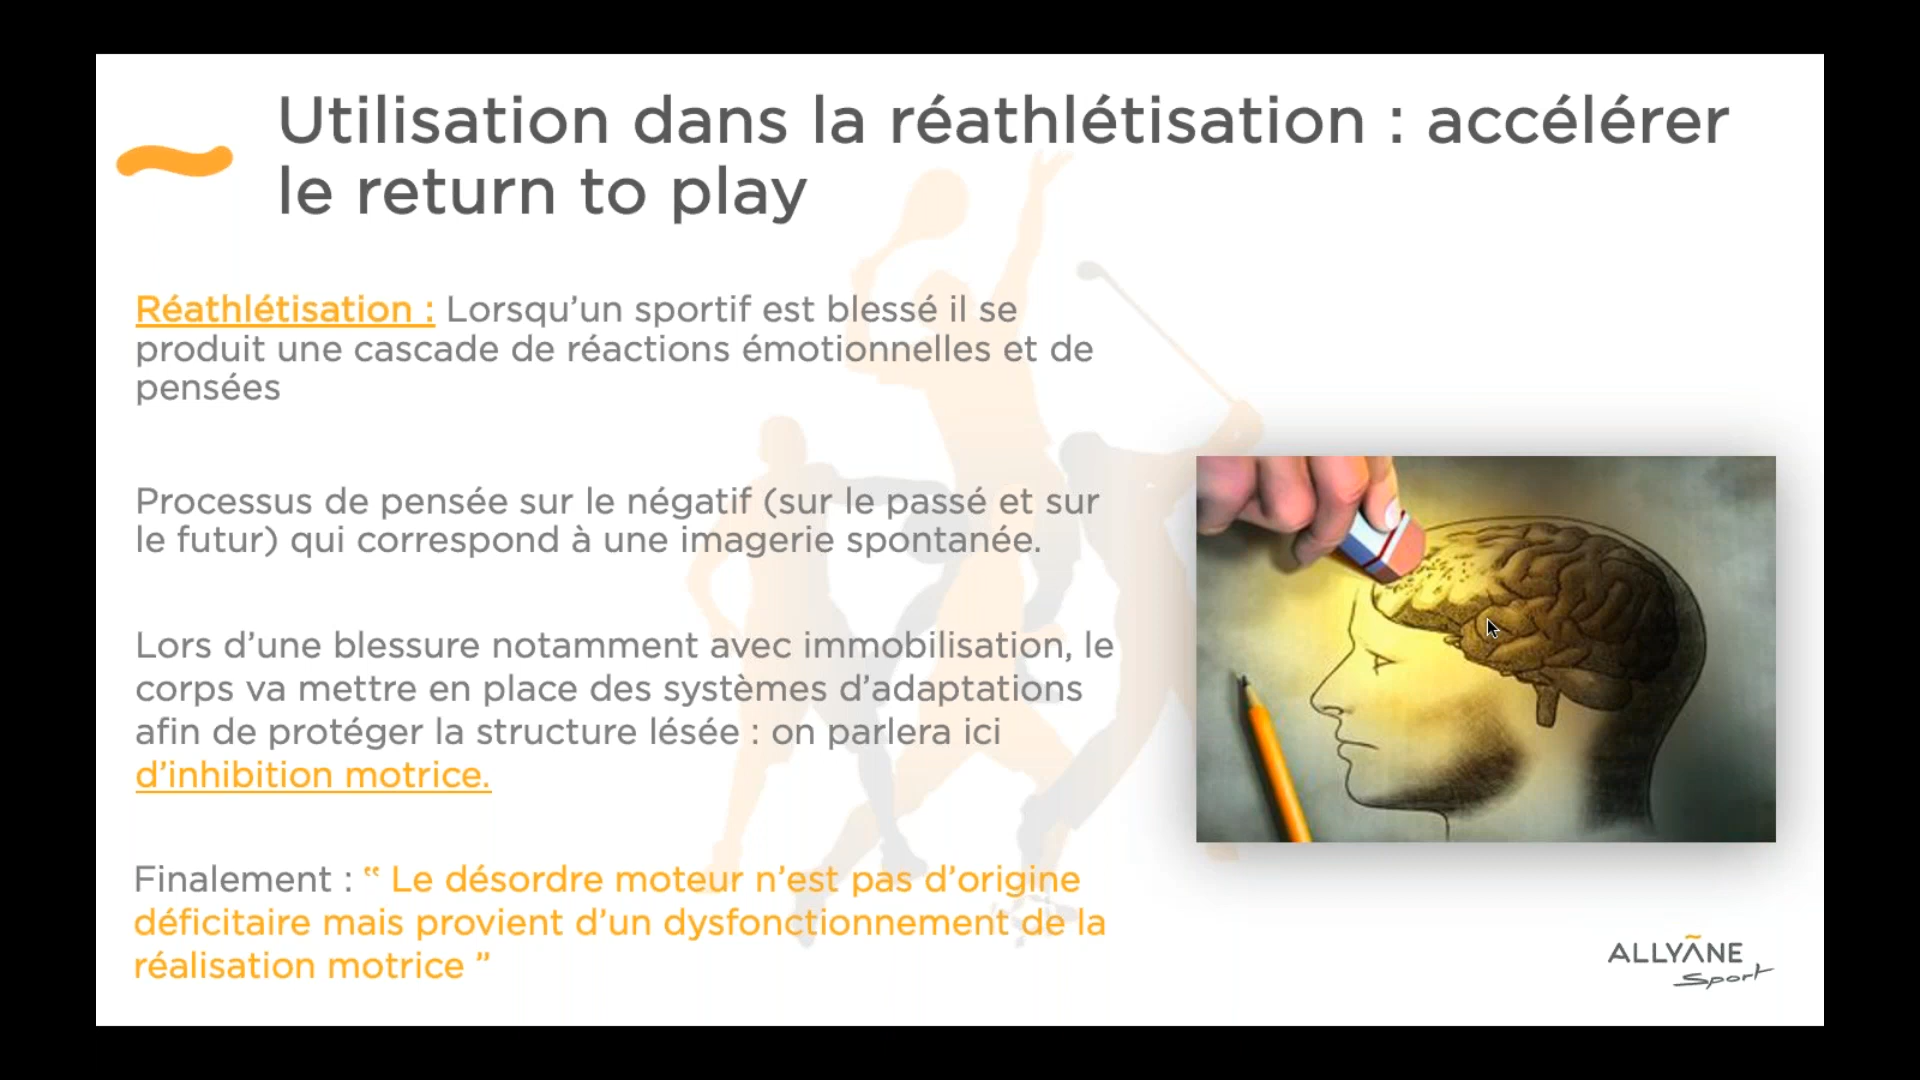 Utilisation dans la réathlétisation : accélérer
le return to play
Réathlétisation : Lorsqu’un sportif est blessé il se
produit une cascade de réactions émotionnelles et de
pensées
Processus de pensée sur le négatif (sur le passé et sur
le futur) qui correspond à une imagerie spontanée.
Lors d’une blessure notamment avec immobilisation, le
corps va mettre en place des systèmes d’adaptations
afin de protéger la structure lésée : on parlera ici
d’inhibition motrice.
Finalement : “ Le désordre moteur n’est pas d’origine
déficitaire mais provient d’un dysfonctionnement de la
réalisation motrice ”
ALLYÃNE
Sport